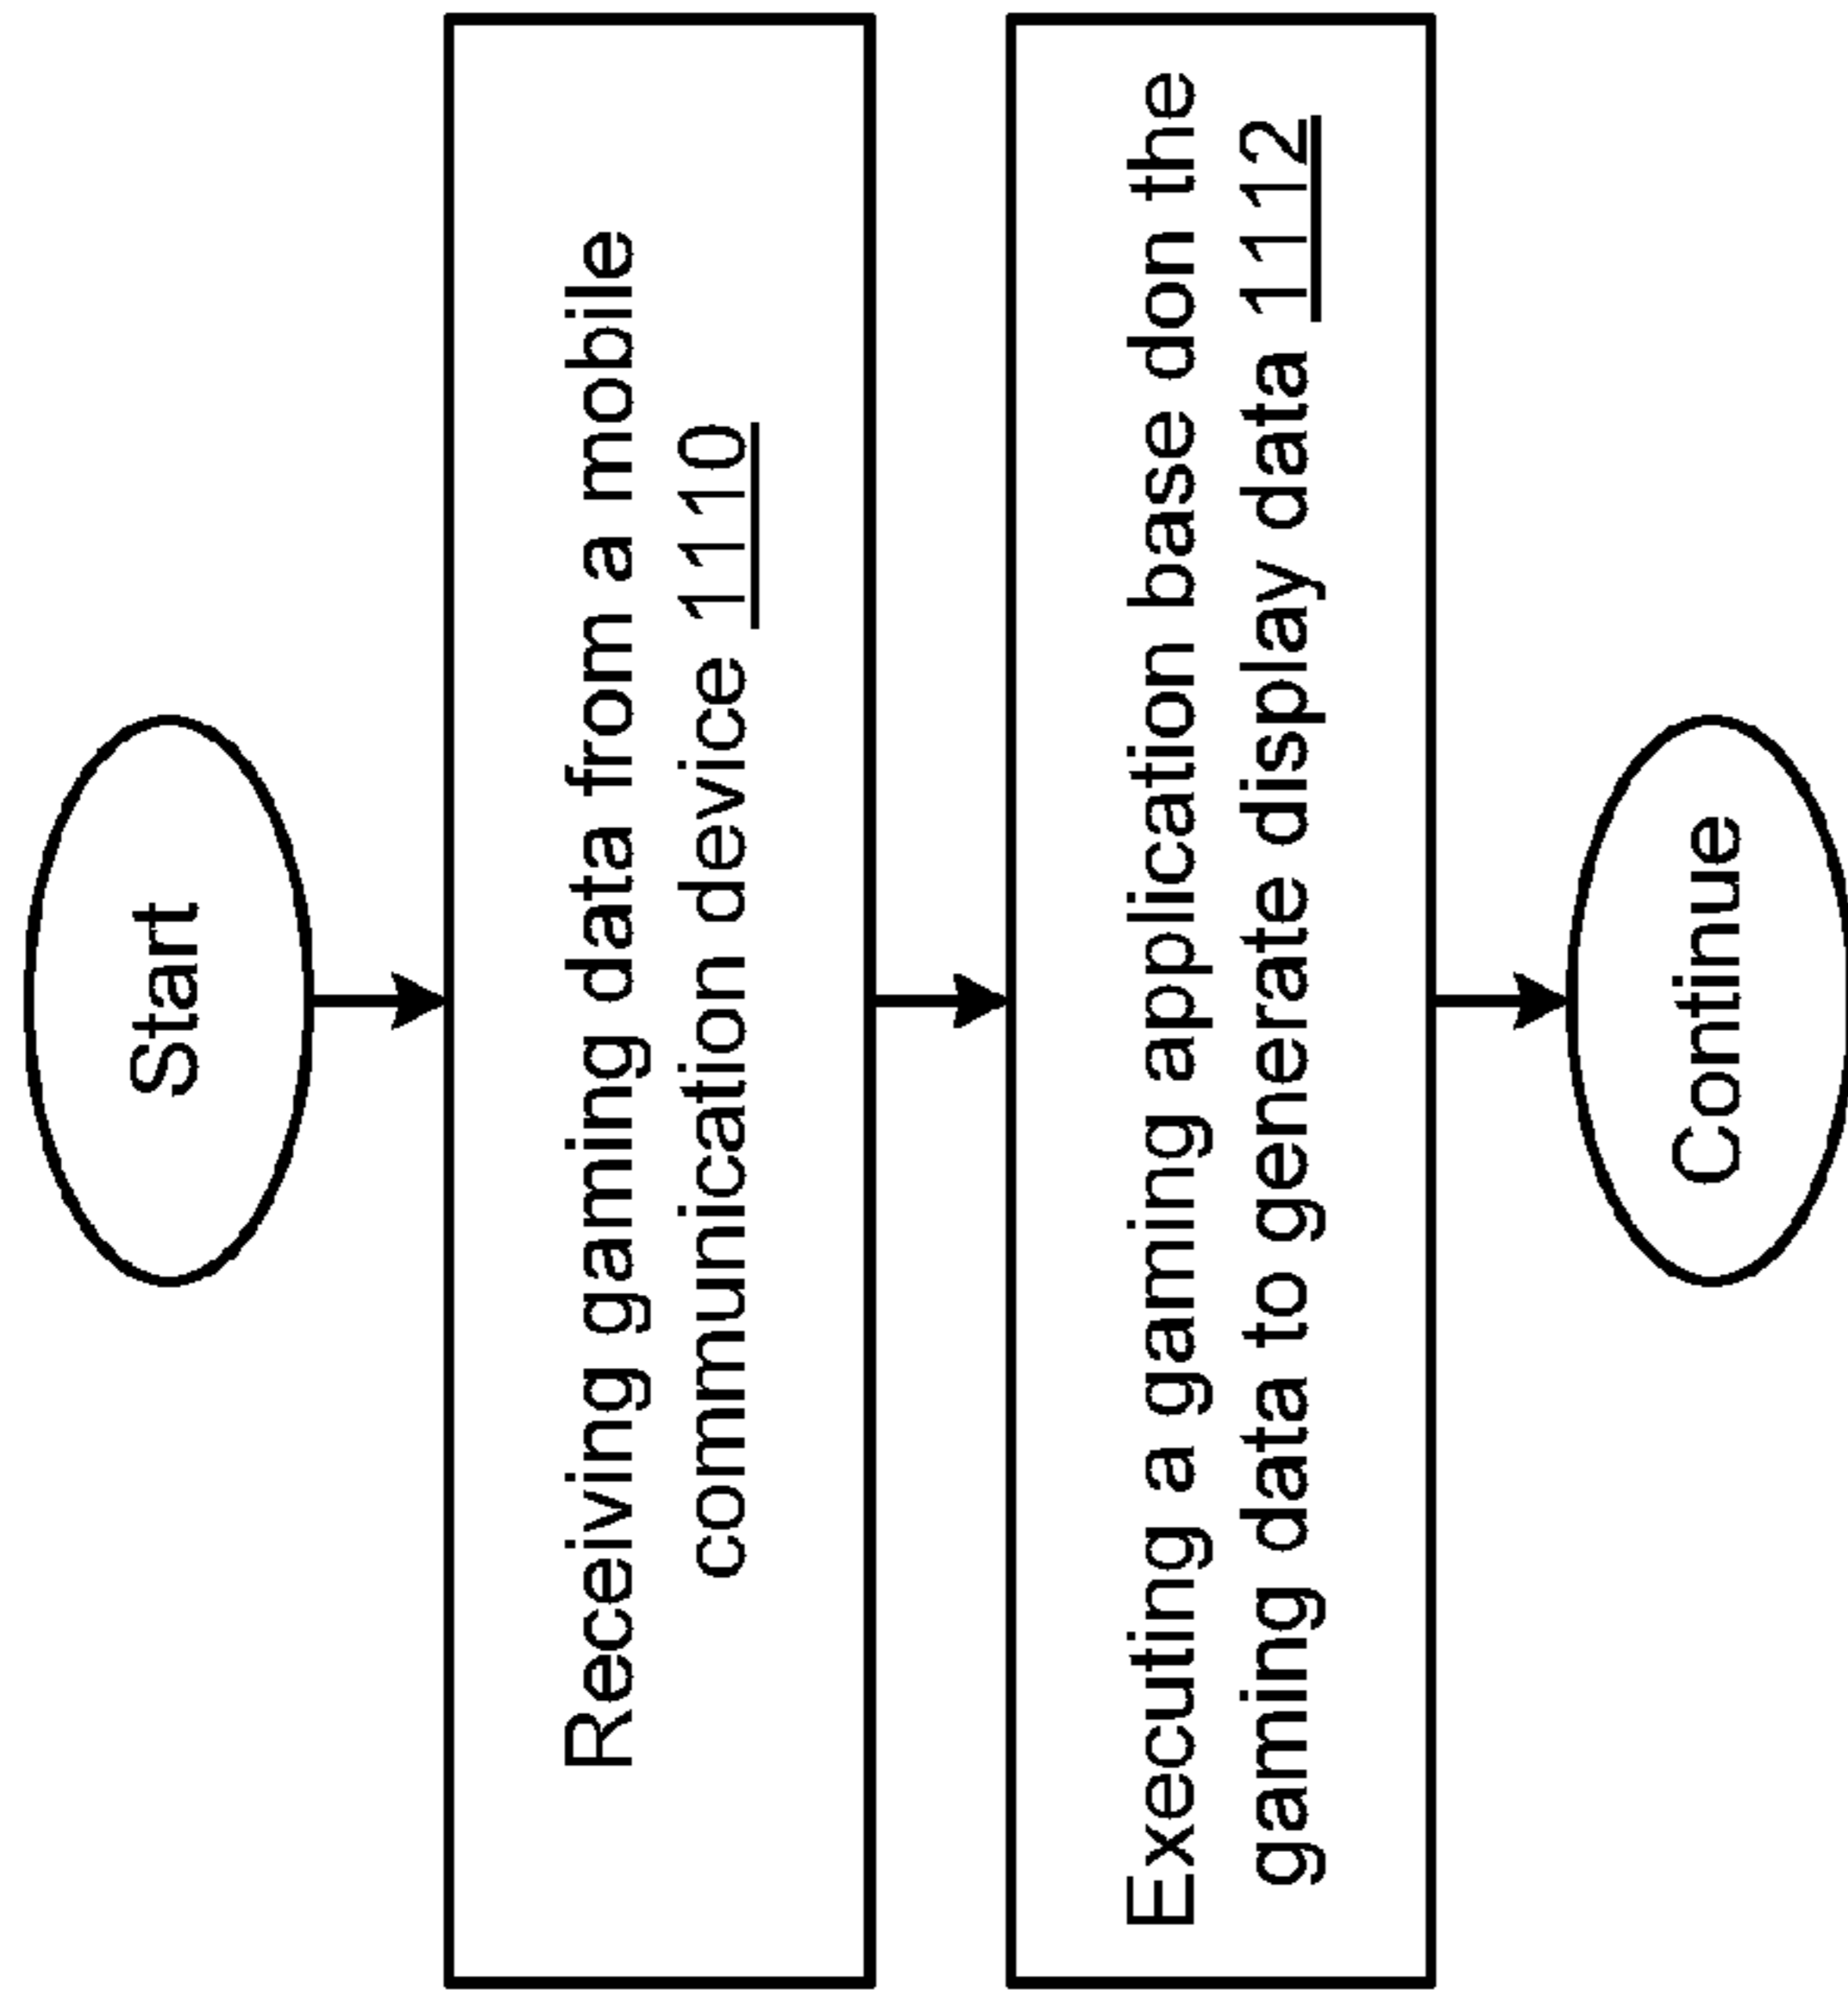 Start
Receiving gaming data from a mobile
communication device 1110
Executing a gaming application base don the
gaming data to generate display data 1112
Continue